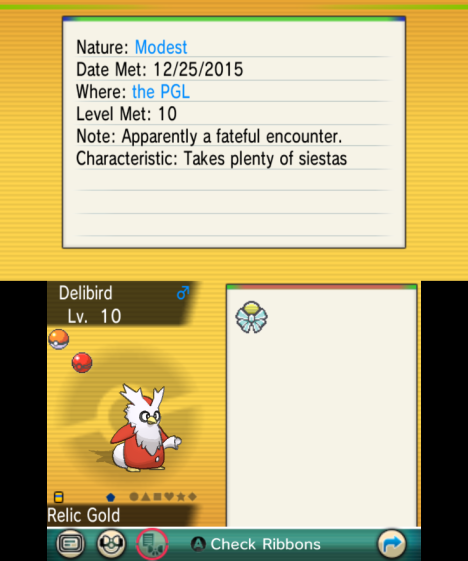 Nature: Modest
Date Met: 12/25/2015
Where: the PGL
Level Met: 10
Note: Apparently a fateful encounter.
Characteristic: Takes plenty of siestas
Delibird ♂
Lv. 10
Relic Gold
A Check Ribbons